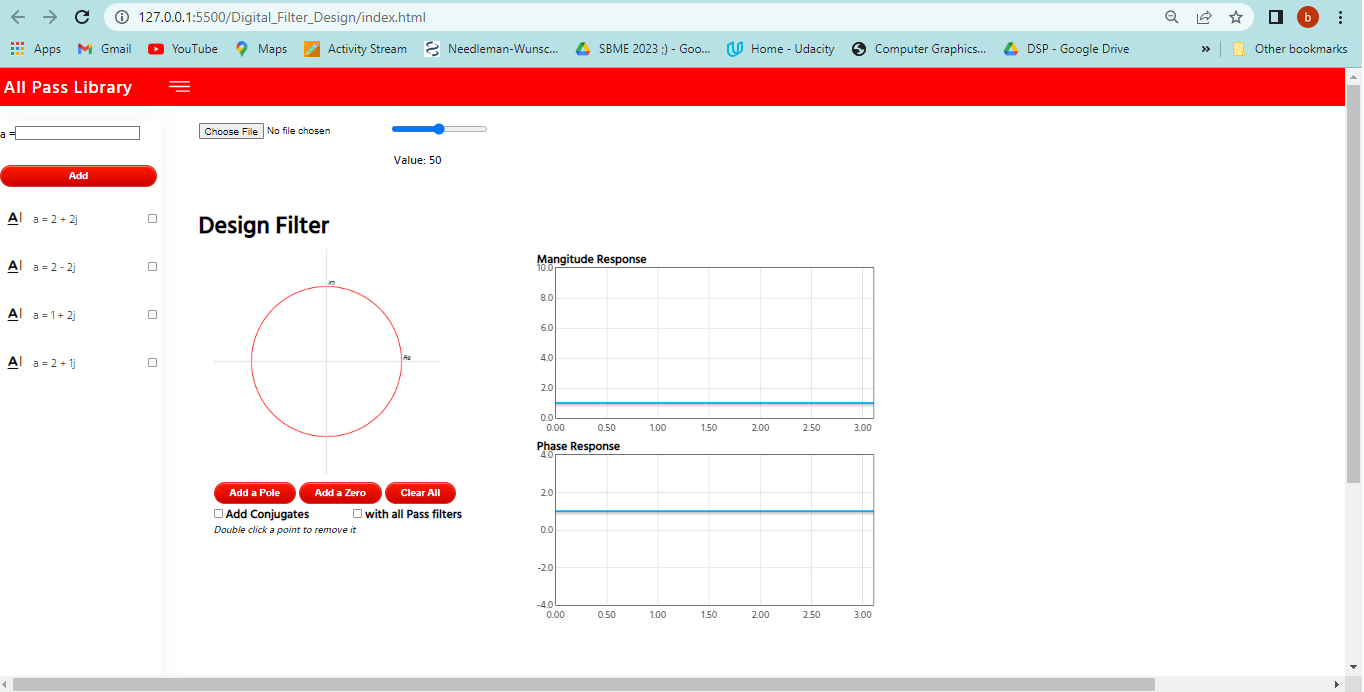 127.0.0.1:5500/Digital_Filter_Design/index.html
b
Apps Gmail YouTube Maps Activity Stream Needleman-Wunsc... SBME 2023 ;) - Goo... Home - Udacity Computer Graphics... DSP - Google Drive » Other bookmarks
All Pass Library
a =
Add
A a = 2 + 2j
A a = 2 - 2j
A a = 1 + 2j
A a = 2 + 1j
Choose File No file chosen
Value: 50
Design Filter
Im
Re
Add a Pole Add a Zero Clear All
Add Conjugates with all Pass filters
Double click a point to remove it
Mangitude Response
10.0
8.0
6.0
4.0
2.0
0.0
0.00 0.50 1.00 1.50 2.00 2.50 3.00
Phase Response
4.0
2.0
0.0
-2.0
-4.0
0.00 0.50 1.00 1.50 2.00 2.50 3.00